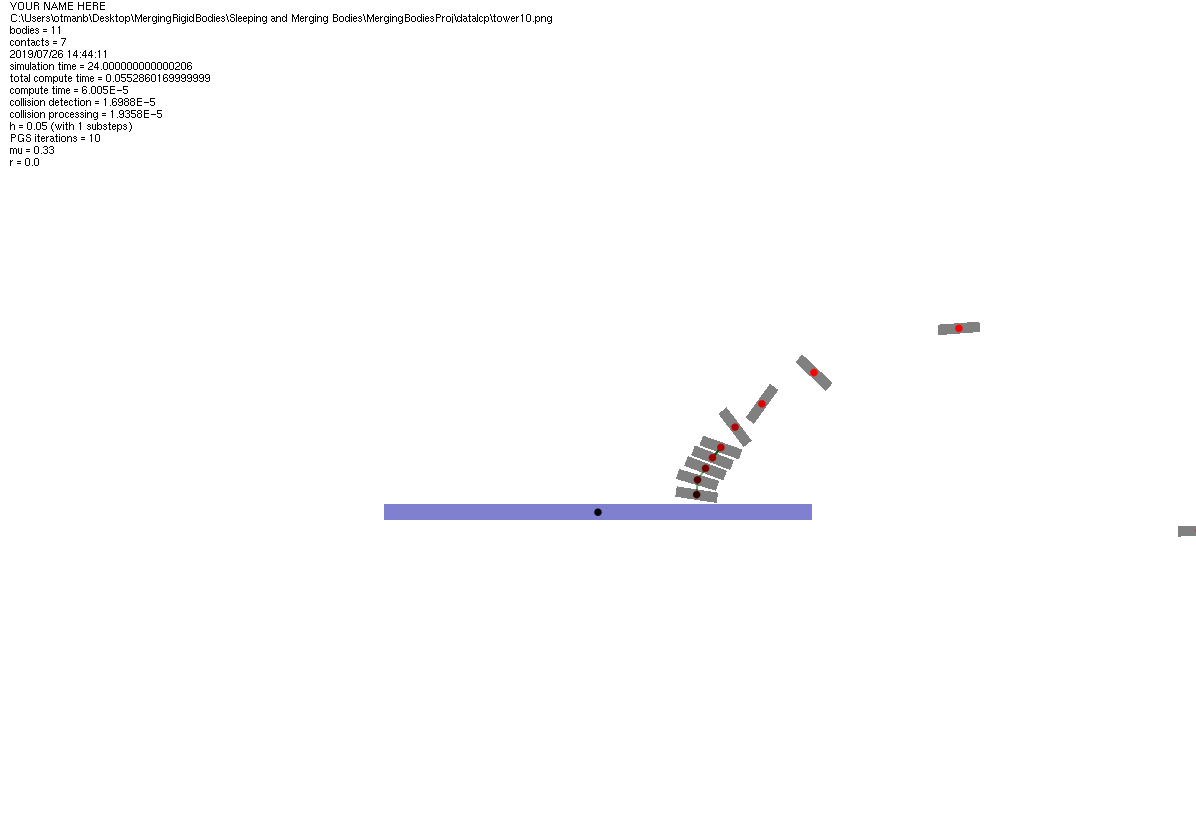 YOUR NAME HERE
C:\Users\otmanb\Desktop\MergingRigidBodies\Sleeping and Merging Bodies\MergingBodiesProj\datalcp\tower10.png
bodies = 11
contacts = 7
2019/07/26 14:44:11
simulation time = 24.000000000000206
total compute time = 0.0552860169999999
compute time = 6.005E-5
collision detection = 1.6988E-5
collision processing = 1.9358E-5
h = 0.05 (with 1 substeps)
PGS iterations = 10
mu = 0.33
r = 0.0